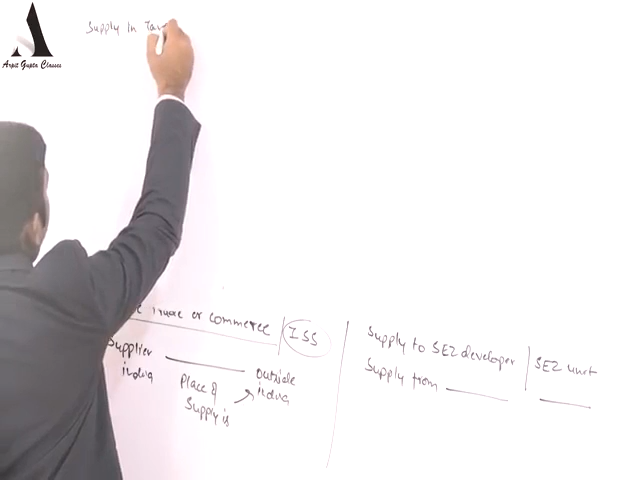 Arpit Gupta Classes
Supply in Tax
trade or commerce ISS
Supplier
india
outside
india
Place of
Supply is
Supply to SEZ developer SEZ unit
Supply from